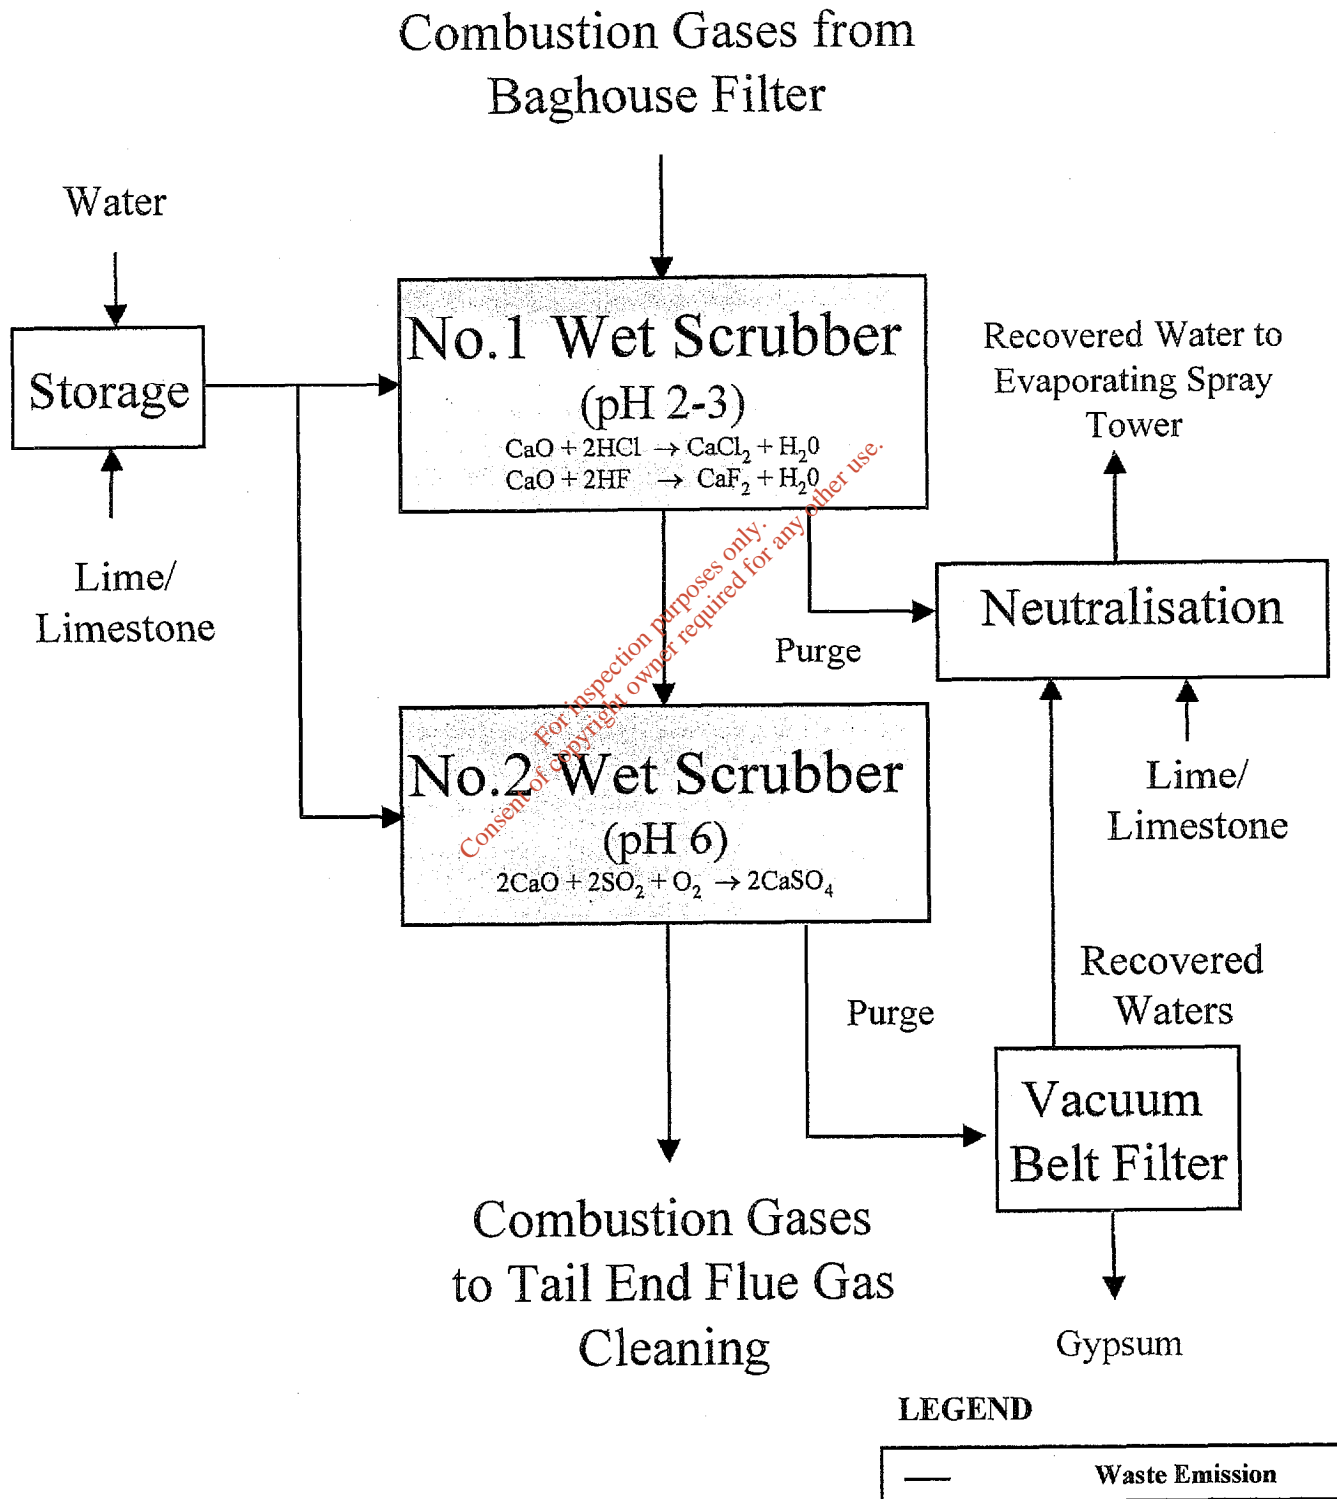 Combustion Gases from
Baghouse Filter
Water
Storage
Lime/
Limestone
No.1 Wet Scrubber
(pH 2-3)
CaO + 2HCl → CaCl₂ + H₂0
CaO + 2HF → CaF₂ + H₂0
Recovered Water to
Evaporating Spray
Tower
Neutralisation
Purge
Lime/
Limestone
No.2 Wet Scrubber
(pH 6)
2CaO + 2SO₂ + O₂ → 2CaSO₄
Purge
Recovered
Waters
Vacuum
Belt Filter
Gypsum
Combustion Gases
to Tail End Flue Gas
Cleaning
For inspection purposes only.
Consent of copyright owner required for any other use.
LEGEND
Waste Emission